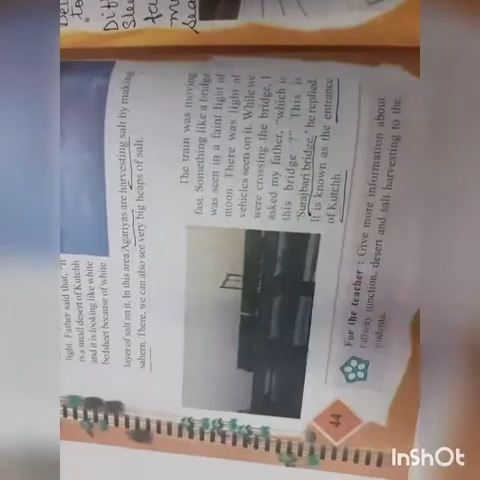 light. Father said that, "It
is a small desert of Kutchh
and it is looking like white
bedsheet because of white
layer of salt on it. In this area Agariyas are harvesting salt by making
saltern. There, we can also see very big heaps of salt.
The train was moving
fast. Something like a bridge
was seen in a faint light of
moon. There was light of
vehicles seen on it. While we
were crossing the bridge, I
asked my father, "which is
this bridge ?" This is
'Surajbari bridge.' he replied.
It is known as the entrance
of Kutchh.
For the teacher : Give more information about
railway junction, desert and salt harvesting to the
students.
44
InShOt